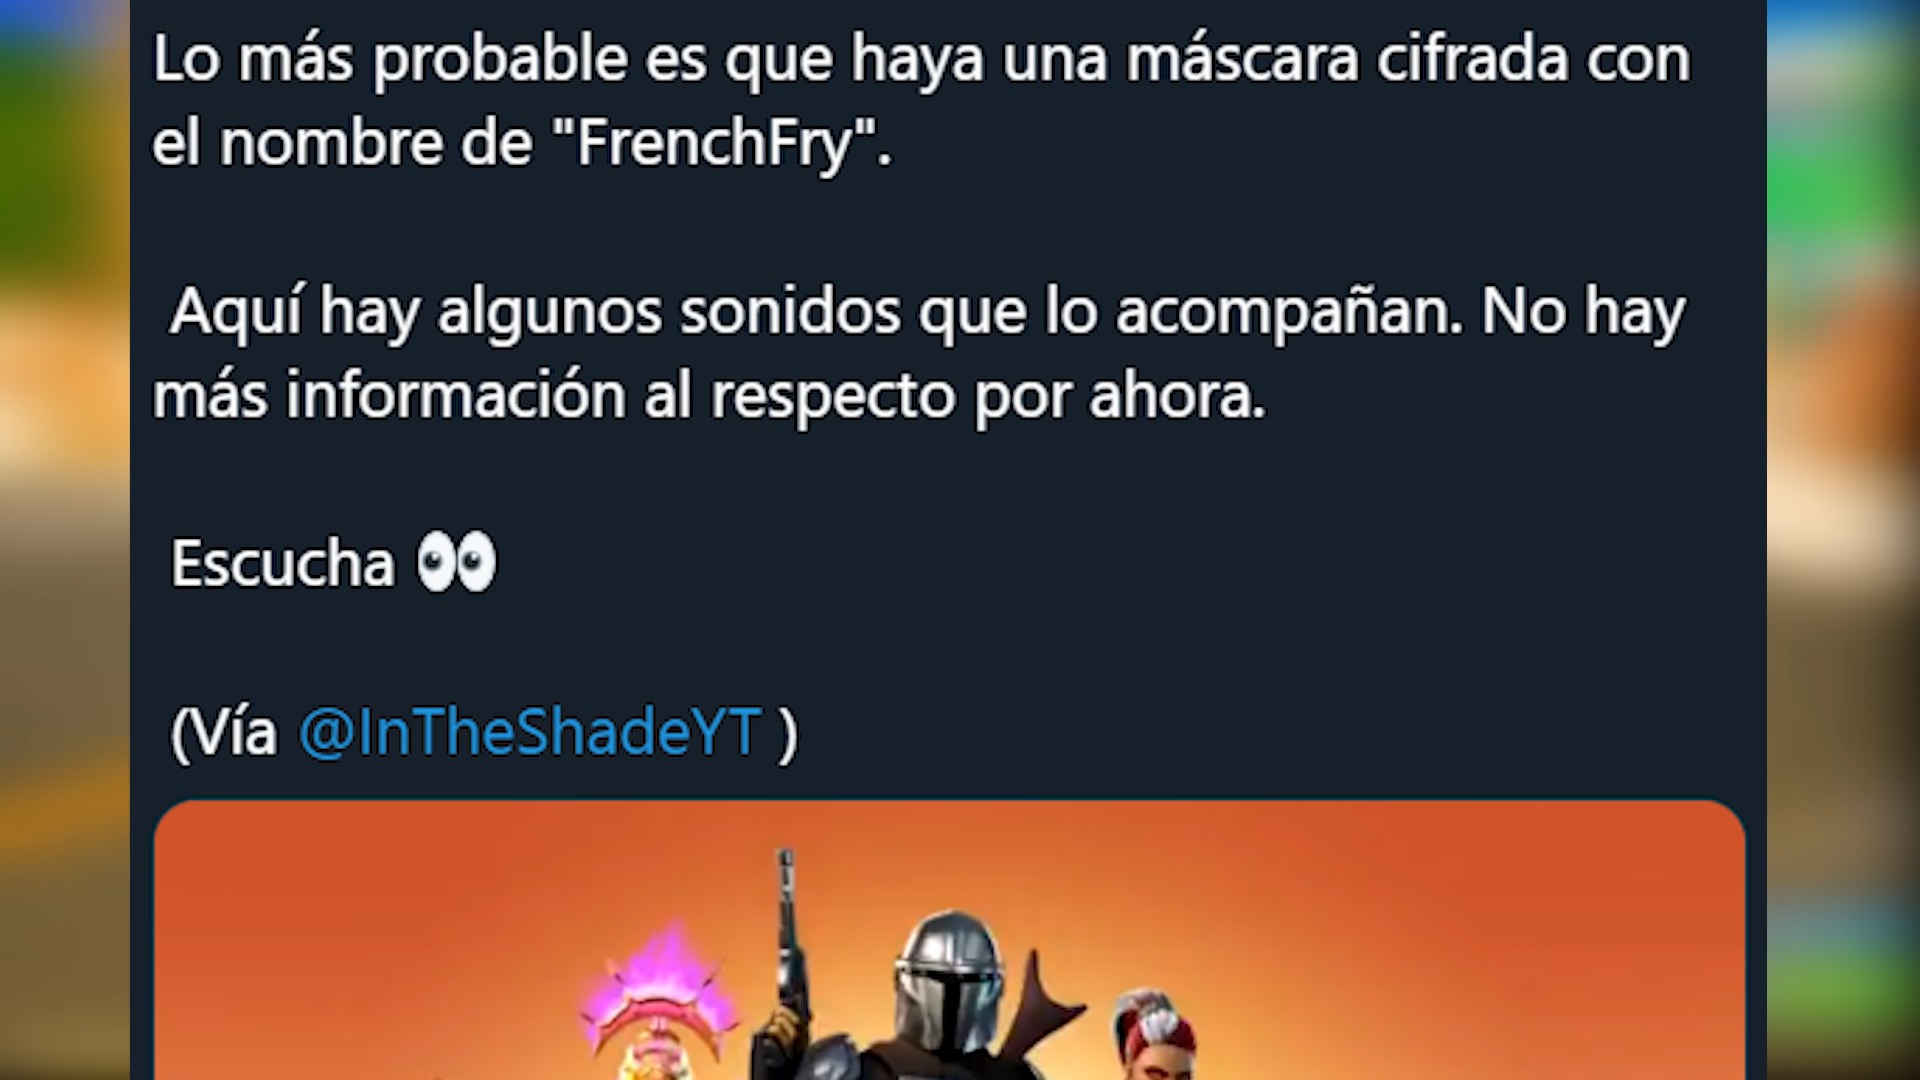 Lo más probable es que haya una máscara cifrada con
el nombre de "FrenchFry".
Aquí hay algunos sonidos que lo acompañan. No hay
más información al respecto por ahora.
Escucha 👀
(Vía @InTheShadeYT )